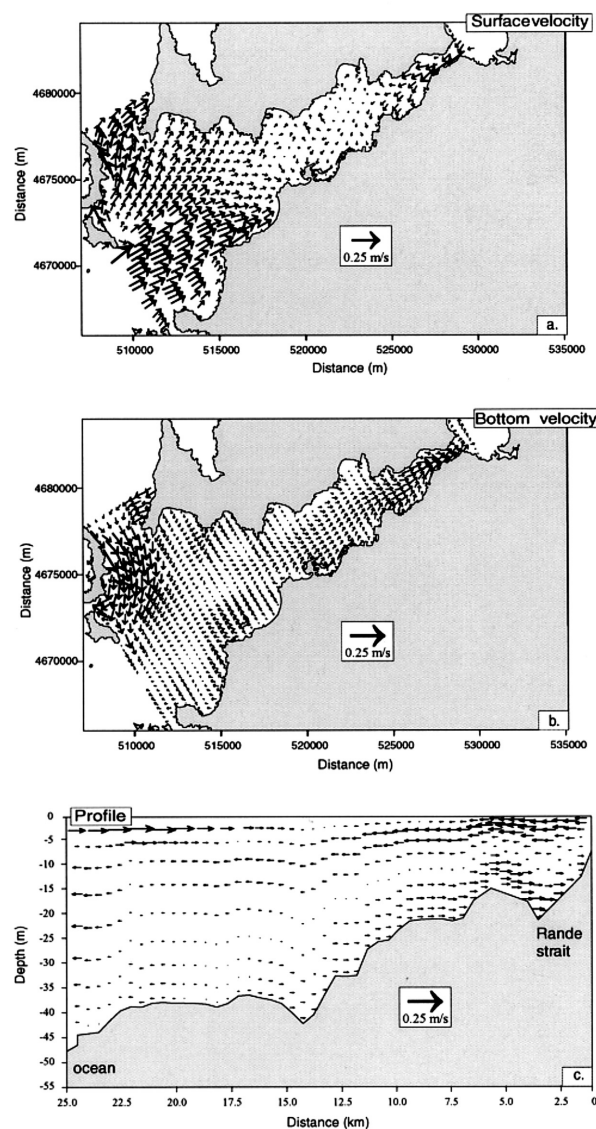 Surface velocity
4680000
4675000
4670000
Distance (m)
0.25 m/s
a.
510000 515000 520000 525000 530000 535000
Distance (m)
Bottom velocity
4680000
4675000
4670000
Distance (m)
0.25 m/s
b.
510000 515000 520000 525000 530000 535000
Distance (m)
Profile
0
-5
-10
-15
-20
-25
-30
-35
-40
-45
-50
-55
Depth (m)
Rande
strait
0.25 m/s
ocean
c.
25.0 22.5 20.0 17.5 15.0 12.5 10.0 7.5 5.0 2.5 0.0
Distance (km)